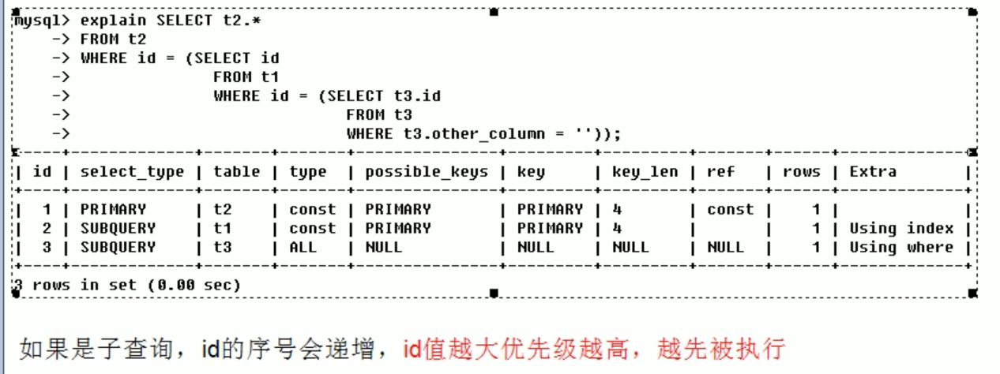 mysql> explain SELECT t2.*
    -> FROM t2
    -> WHERE id = (SELECT id
    ->               FROM t1
    ->               WHERE id = (SELECT t3.id
    ->                             FROM t3
    ->                             WHERE t3.other_column = ''));
| id | select_type | table | type | possible_keys | key | key_len | ref | rows | Extra |
| 1 | PRIMARY | t2 | const | PRIMARY | PRIMARY | 4 | const | 1 | |
| 2 | SUBQUERY | t1 | const | PRIMARY | PRIMARY | 4 | | 1 | Using index |
| 3 | SUBQUERY | t3 | ALL | NULL | NULL | NULL | NULL | 1 | Using where |
3 rows in set (0.00 sec)
如果是子查询，id的序号会递增，id值越大优先级越高，越先被执行